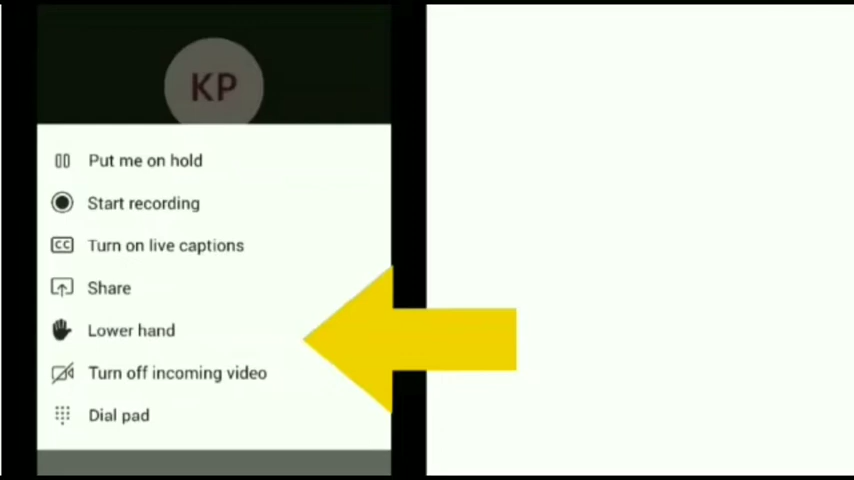 KP
Put me on hold
Start recording
CC Turn on live captions
Share
Lower hand
Turn off incoming video
Dial pad